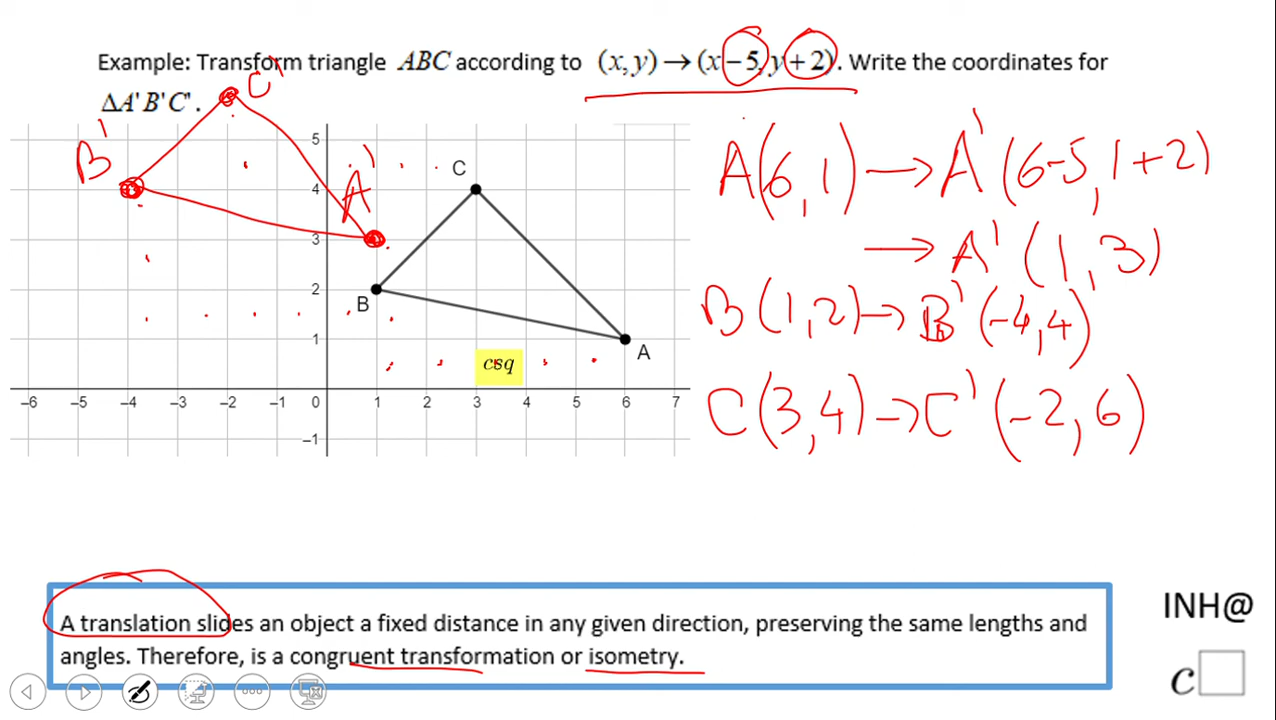 Example: Transform triangle ABC according to (x, y) → (x − 5, y + 2). Write the coordinates for
ΔA'B'C'.
C'
B'
A'
A(6,1) → A'(6-5, 1+2)
→ A'(1,3)
B(1,2) → B'(-4,4)
C(3,4) → C'(-2,6)
5
4
3
2
1
−1
C
B
A
csq
−6 −5 −4 −3 −2 −1 0 1 2 3 4 5 6 7
A translation slides an object a fixed distance in any given direction, preserving the same lengths and
angles. Therefore, is a congruent transformation or isometry.
INH@
c